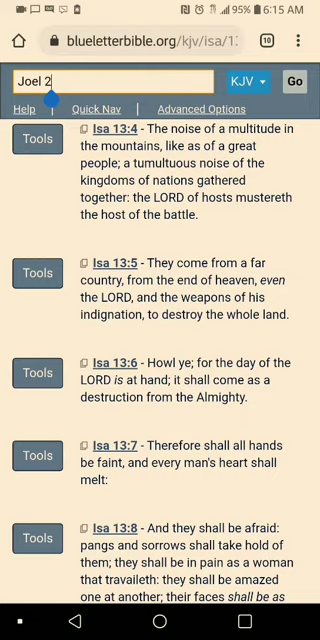 95% 6:15 AM
blueletterbible.org/kjv/isa/1
10
Joel 2
KJV
Go
Help | Quick Nav | Advanced Options
Tools
Isa 13:4 - The noise of a multitude in
the mountains, like as of a great
people; a tumultuous noise of the
kingdoms of nations gathered
together: the LORD of hosts mustereth
the host of the battle.
Tools
Isa 13:5 - They come from a far
country, from the end of heaven, even
the LORD, and the weapons of his
indignation, to destroy the whole land.
Tools
Isa 13:6 - Howl ye; for the day of the
LORD is at hand; it shall come as a
destruction from the Almighty.
Tools
Isa 13:7 - Therefore shall all hands
be faint, and every man's heart shall
melt:
Tools
Isa 13:8 - And they shall be afraid:
pangs and sorrows shall take hold of
them; they shall be in pain as a woman
that travaileth: they shall be amazed
one at another; their faces shall be as